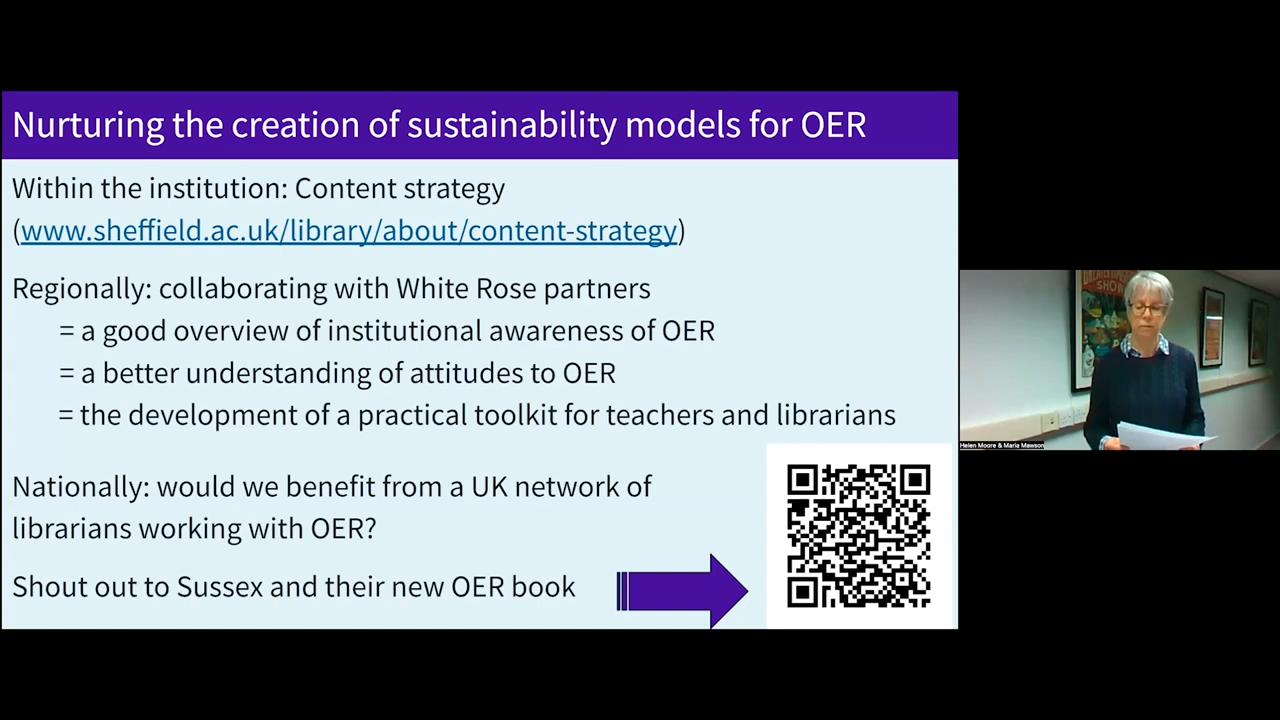 Nurturing the creation of sustainability models for OER
Within the institution: Content strategy
(www.sheffield.ac.uk/library/about/content-strategy)
Regionally: collaborating with White Rose partners
= a good overview of institutional awareness of OER
= a better understanding of attitudes to OER
= the development of a practical toolkit for teachers and librarians
Nationally: would we benefit from a UK network of
librarians working with OER?
Shout out to Sussex and their new OER book
SHOW
Helen Moore & Maria Mawson